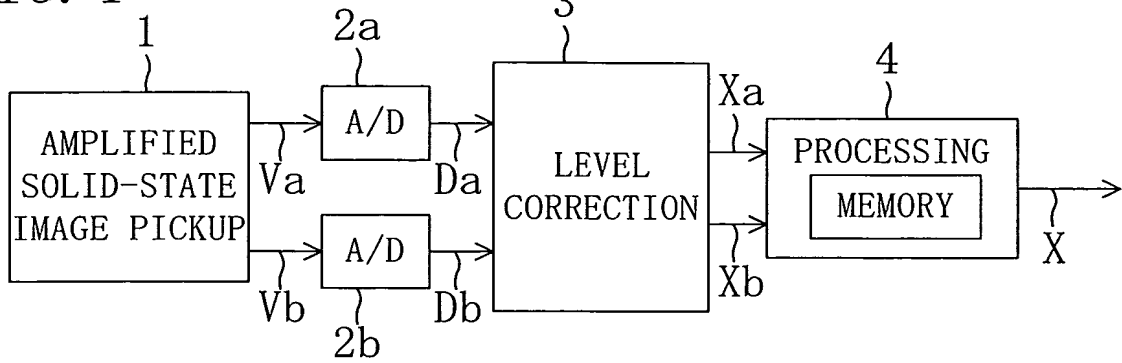 1
2a
3
4
AMPLIFIED
SOLID-STATE
IMAGE PICKUP
Va
Vb
A/D
A/D
2b
Da
Db
LEVEL
CORRECTION
Xa
Xb
PROCESSING
MEMORY
X